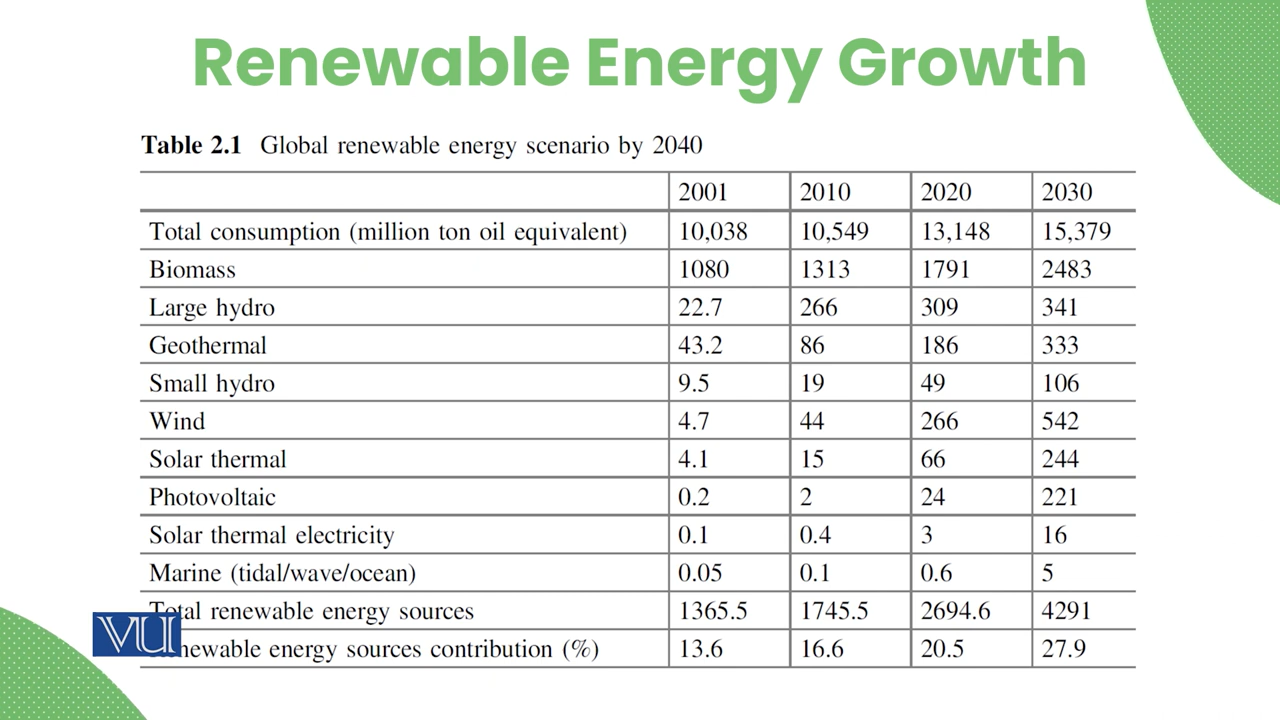 Renewable Energy Growth
Table 2.1 Global renewable energy scenario by 2040
2001 2010 2020 2030
Total consumption (million ton oil equivalent) 10,038 10,549 13,148 15,379
Biomass 1080 1313 1791 2483
Large hydro 22.7 266 309 341
Geothermal 43.2 86 186 333
Small hydro 9.5 19 49 106
Wind 4.7 44 266 542
Solar thermal 4.1 15 66 244
Photovoltaic 0.2 2 24 221
Solar thermal electricity 0.1 0.4 3 16
Marine (tidal/wave/ocean) 0.05 0.1 0.6 5
Total renewable energy sources 1365.5 1745.5 2694.6 4291
Renewable energy sources contribution (%) 13.6 16.6 20.5 27.9
VU